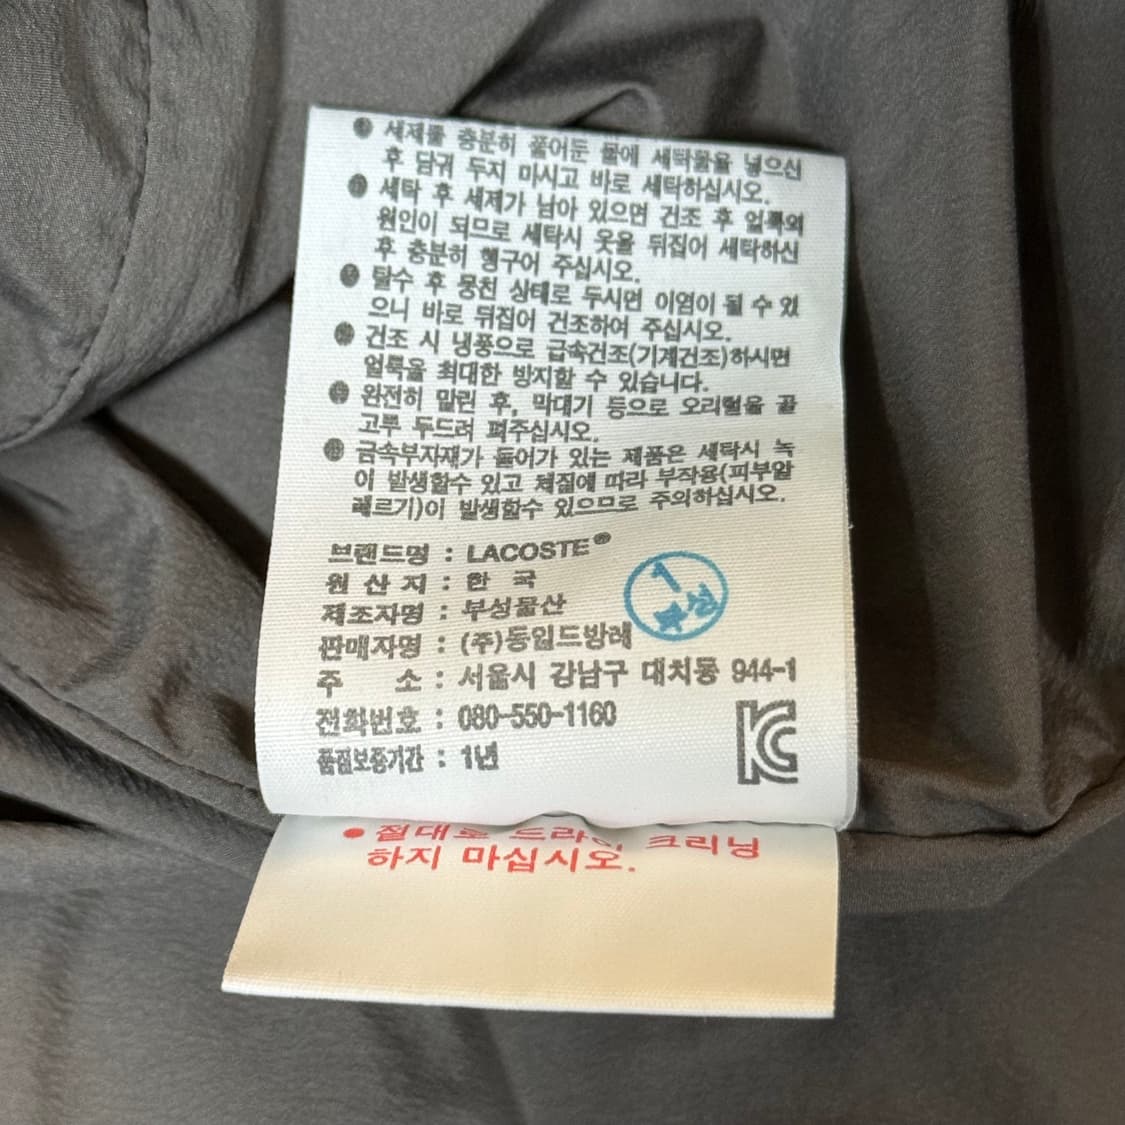 세제를 충분히 풀어둔 물에 세탁물을 넣으신
후 담궈 두지 마시고 바로 세탁하십시오.
세탁 후 세제가 남아 있으면 건조 후 얼룩의
원인이 되므로 세탁시 옷을 뒤집어 세탁하신
후 충분히 헹구어 주십시오.
탈수 후 뭉친 상태로 두시면 이염이 될 수 있
으니 바로 뒤집어 건조하여 주십시오.
건조 시 냉풍으로 급속건조(기계건조)하시면
얼룩을 최대한 방지할 수 있습니다.
완전히 말린 후, 막대기 등으로 오리털을 골
고루 두드려 펴주십시오.
금속부자재가 들어가 있는 제품은 세탁시 녹
이 발생할수 있고 체질에 따라 부작용(피부알
레르기)이 발생할수 있으므로 주의하십시오.
브랜드명 : LACOSTE®
원 산 지 : 한 국
제조자명 : 부성물산
판매자명 : (주)동일드방레
주 소 : 서울시 강남구 대치동 944-1
전화번호 : 080-550-1160
품질보증기간 : 1년
절대로 드라이 크리닝
하지 마십시오.